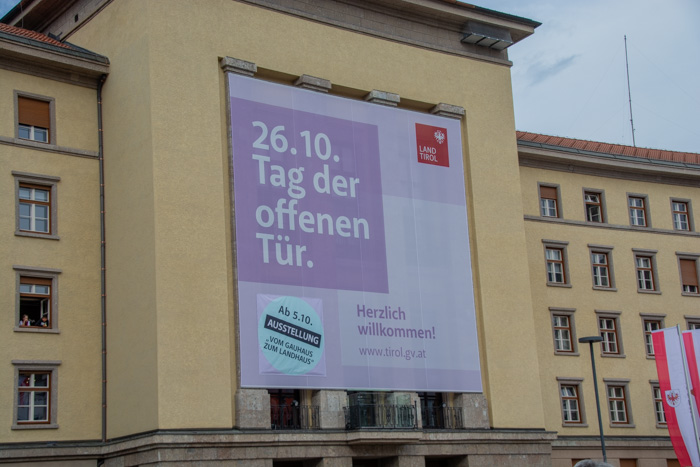 26.10.
Tag der
offenen
Tür.
LAND
TIROL
Ab 5.10.
AUSSTELLUNG
„VOM GAUHAUS
ZUM LANDHAUS“
Herzlich
willkommen!
www.tirol.gv.at